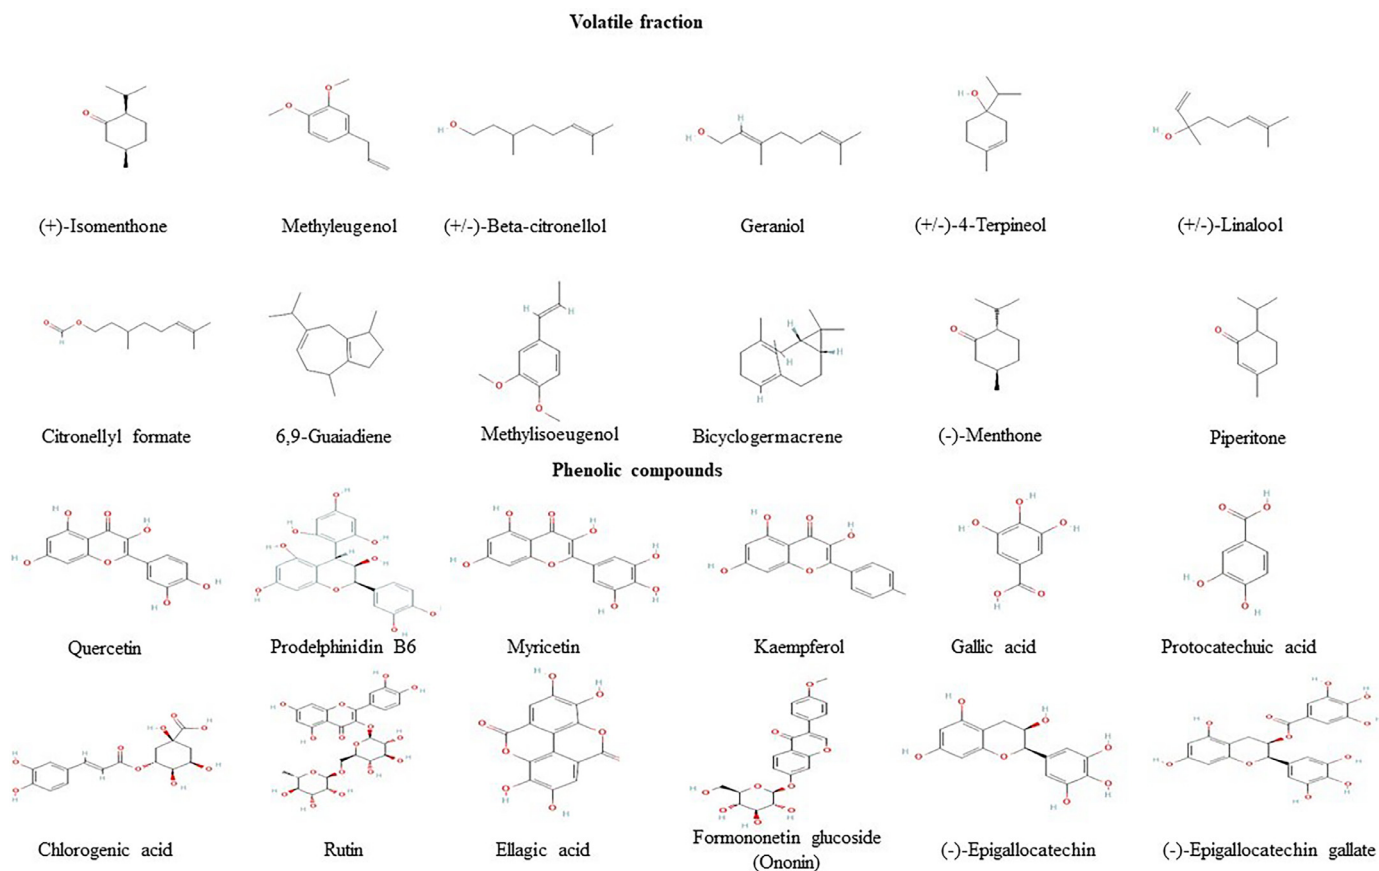 Volatile fraction
(+)-Isomenthone Methyleugenol (+/-)-Beta-citronellol Geraniol (+/-)-4-Terpineol (+/-)-Linalool
Citronellyl formate 6,9-Guaiadiene Methylisoeugenol Bicyclogermacrene (-)-Menthone Piperitone
Phenolic compounds
Quercetin Prodelphinidin B6 Myricetin Kaempferol Gallic acid Protocatechuic acid
Chlorogenic acid Rutin Ellagic acid Formononetin glucoside (-)-Epigallocatechin (-)-Epigallocatechin gallate
(Ononin)